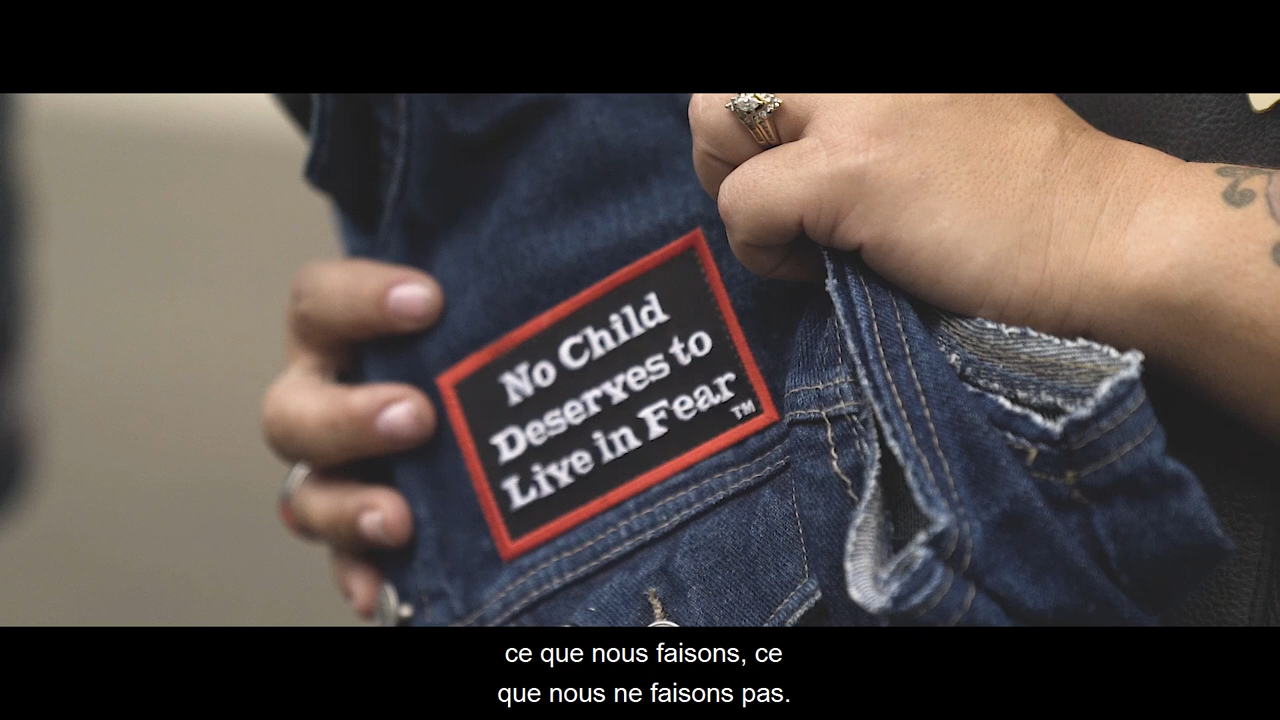 No Child
Deserves to
Live in Fear
TM
ce que nous faisons, ce
que nous ne faisons pas.